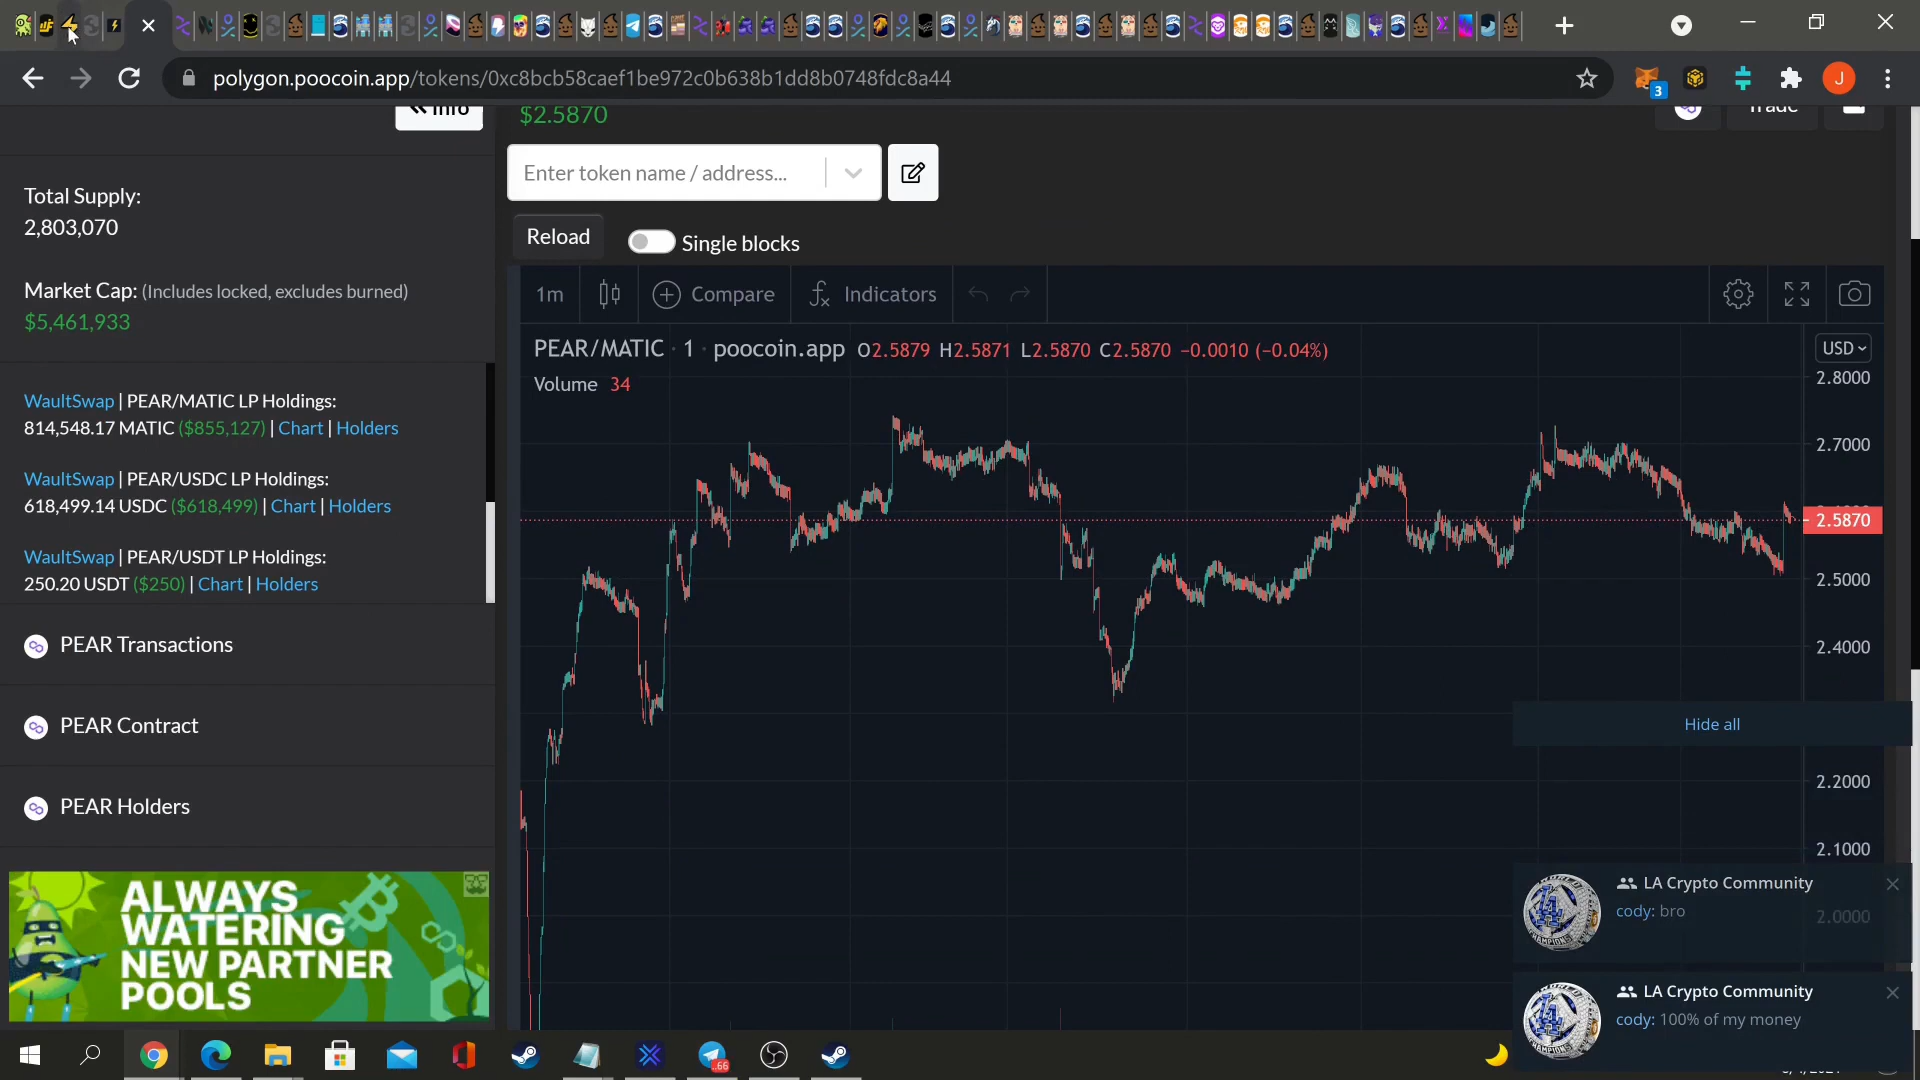 polygon.poocoin.app/tokens/0xc8bcb58caef1be972c0b638b1dd8b0748fdc8a44
3
J
« Info
$2.5870
Trade
Enter token name / address...
Total Supply:
2,803,070
Reload
Single blocks
Market Cap: (Includes locked, excludes burned)
$5,461,933
1m
Compare
Indicators
PEAR/MATIC · 1 · poocoin.app O2.5879 H2.5871 L2.5870 C2.5870 −0.0010 (−0.04%)
USD
Volume 34
WaultSwap | PEAR/MATIC LP Holdings:
814,548.17 MATIC ($855,127) | Chart | Holders
WaultSwap | PEAR/USDC LP Holdings:
618,499.14 USDC ($618,499) | Chart | Holders
WaultSwap | PEAR/USDT LP Holdings:
250.20 USDT ($250) | Chart | Holders
PEAR Transactions
PEAR Contract
PEAR Holders
2.8000
2.7000
2.5870
2.5000
2.4000
2.2000
2.1000
2.0000
Hide all
LA Crypto Community
cody: bro
LA Crypto Community
cody: 100% of my money
ALWAYS
WATERING
NEW PARTNER
POOLS
..66